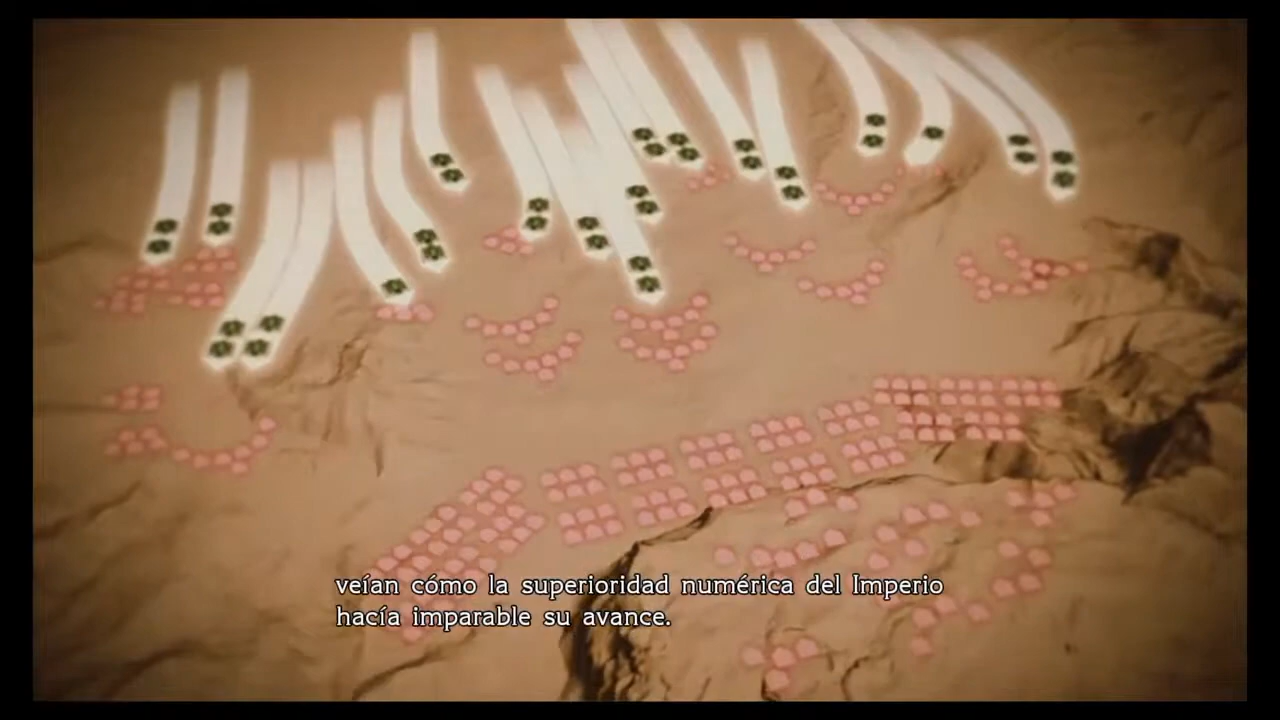 veían cómo la superioridad numérica del Imperio
hacía imparable su avance.